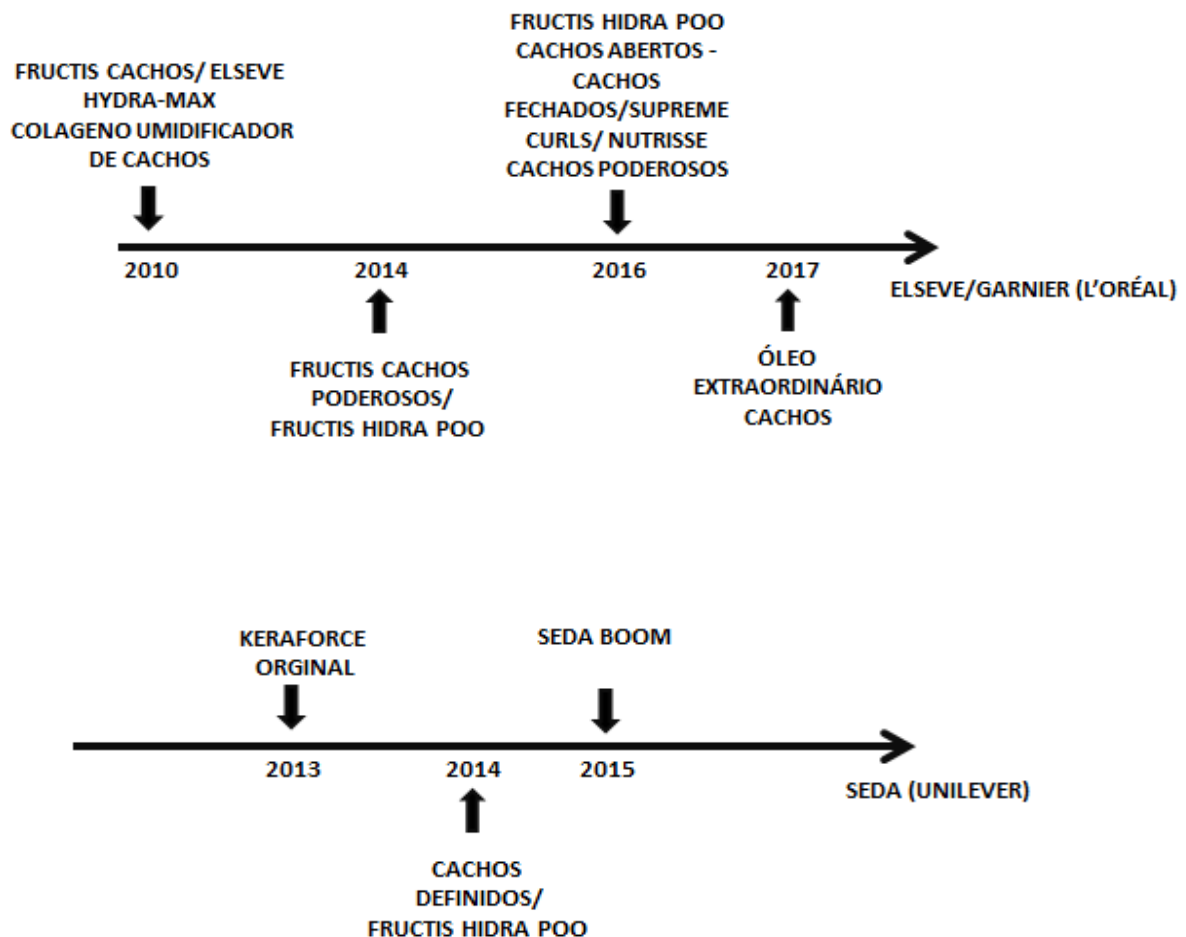 FRUCTIS CACHOS/ ELSEVE
HYDRA-MAX
COLAGENO UMIDIFICADOR
DE CACHOS
FRUCTIS HIDRA POO
CACHOS ABERTOS -
CACHOS
FECHADOS/SUPREME
CURLS/ NUTRISSE
CACHOS PODEROSOS
2010
2014
2016
2017
ELSEVE/GARNIER (L'ORÉAL)
FRUCTIS CACHOS
PODEROSOS/
FRUCTIS HIDRA POO
ÓLEO
EXTRAORDINÁRIO
CACHOS
KERAFORCE
ORGINAL
SEDA BOOM
2013
2014
2015
SEDA (UNILEVER)
CACHOS
DEFINIDOS/
FRUCTIS HIDRA POO